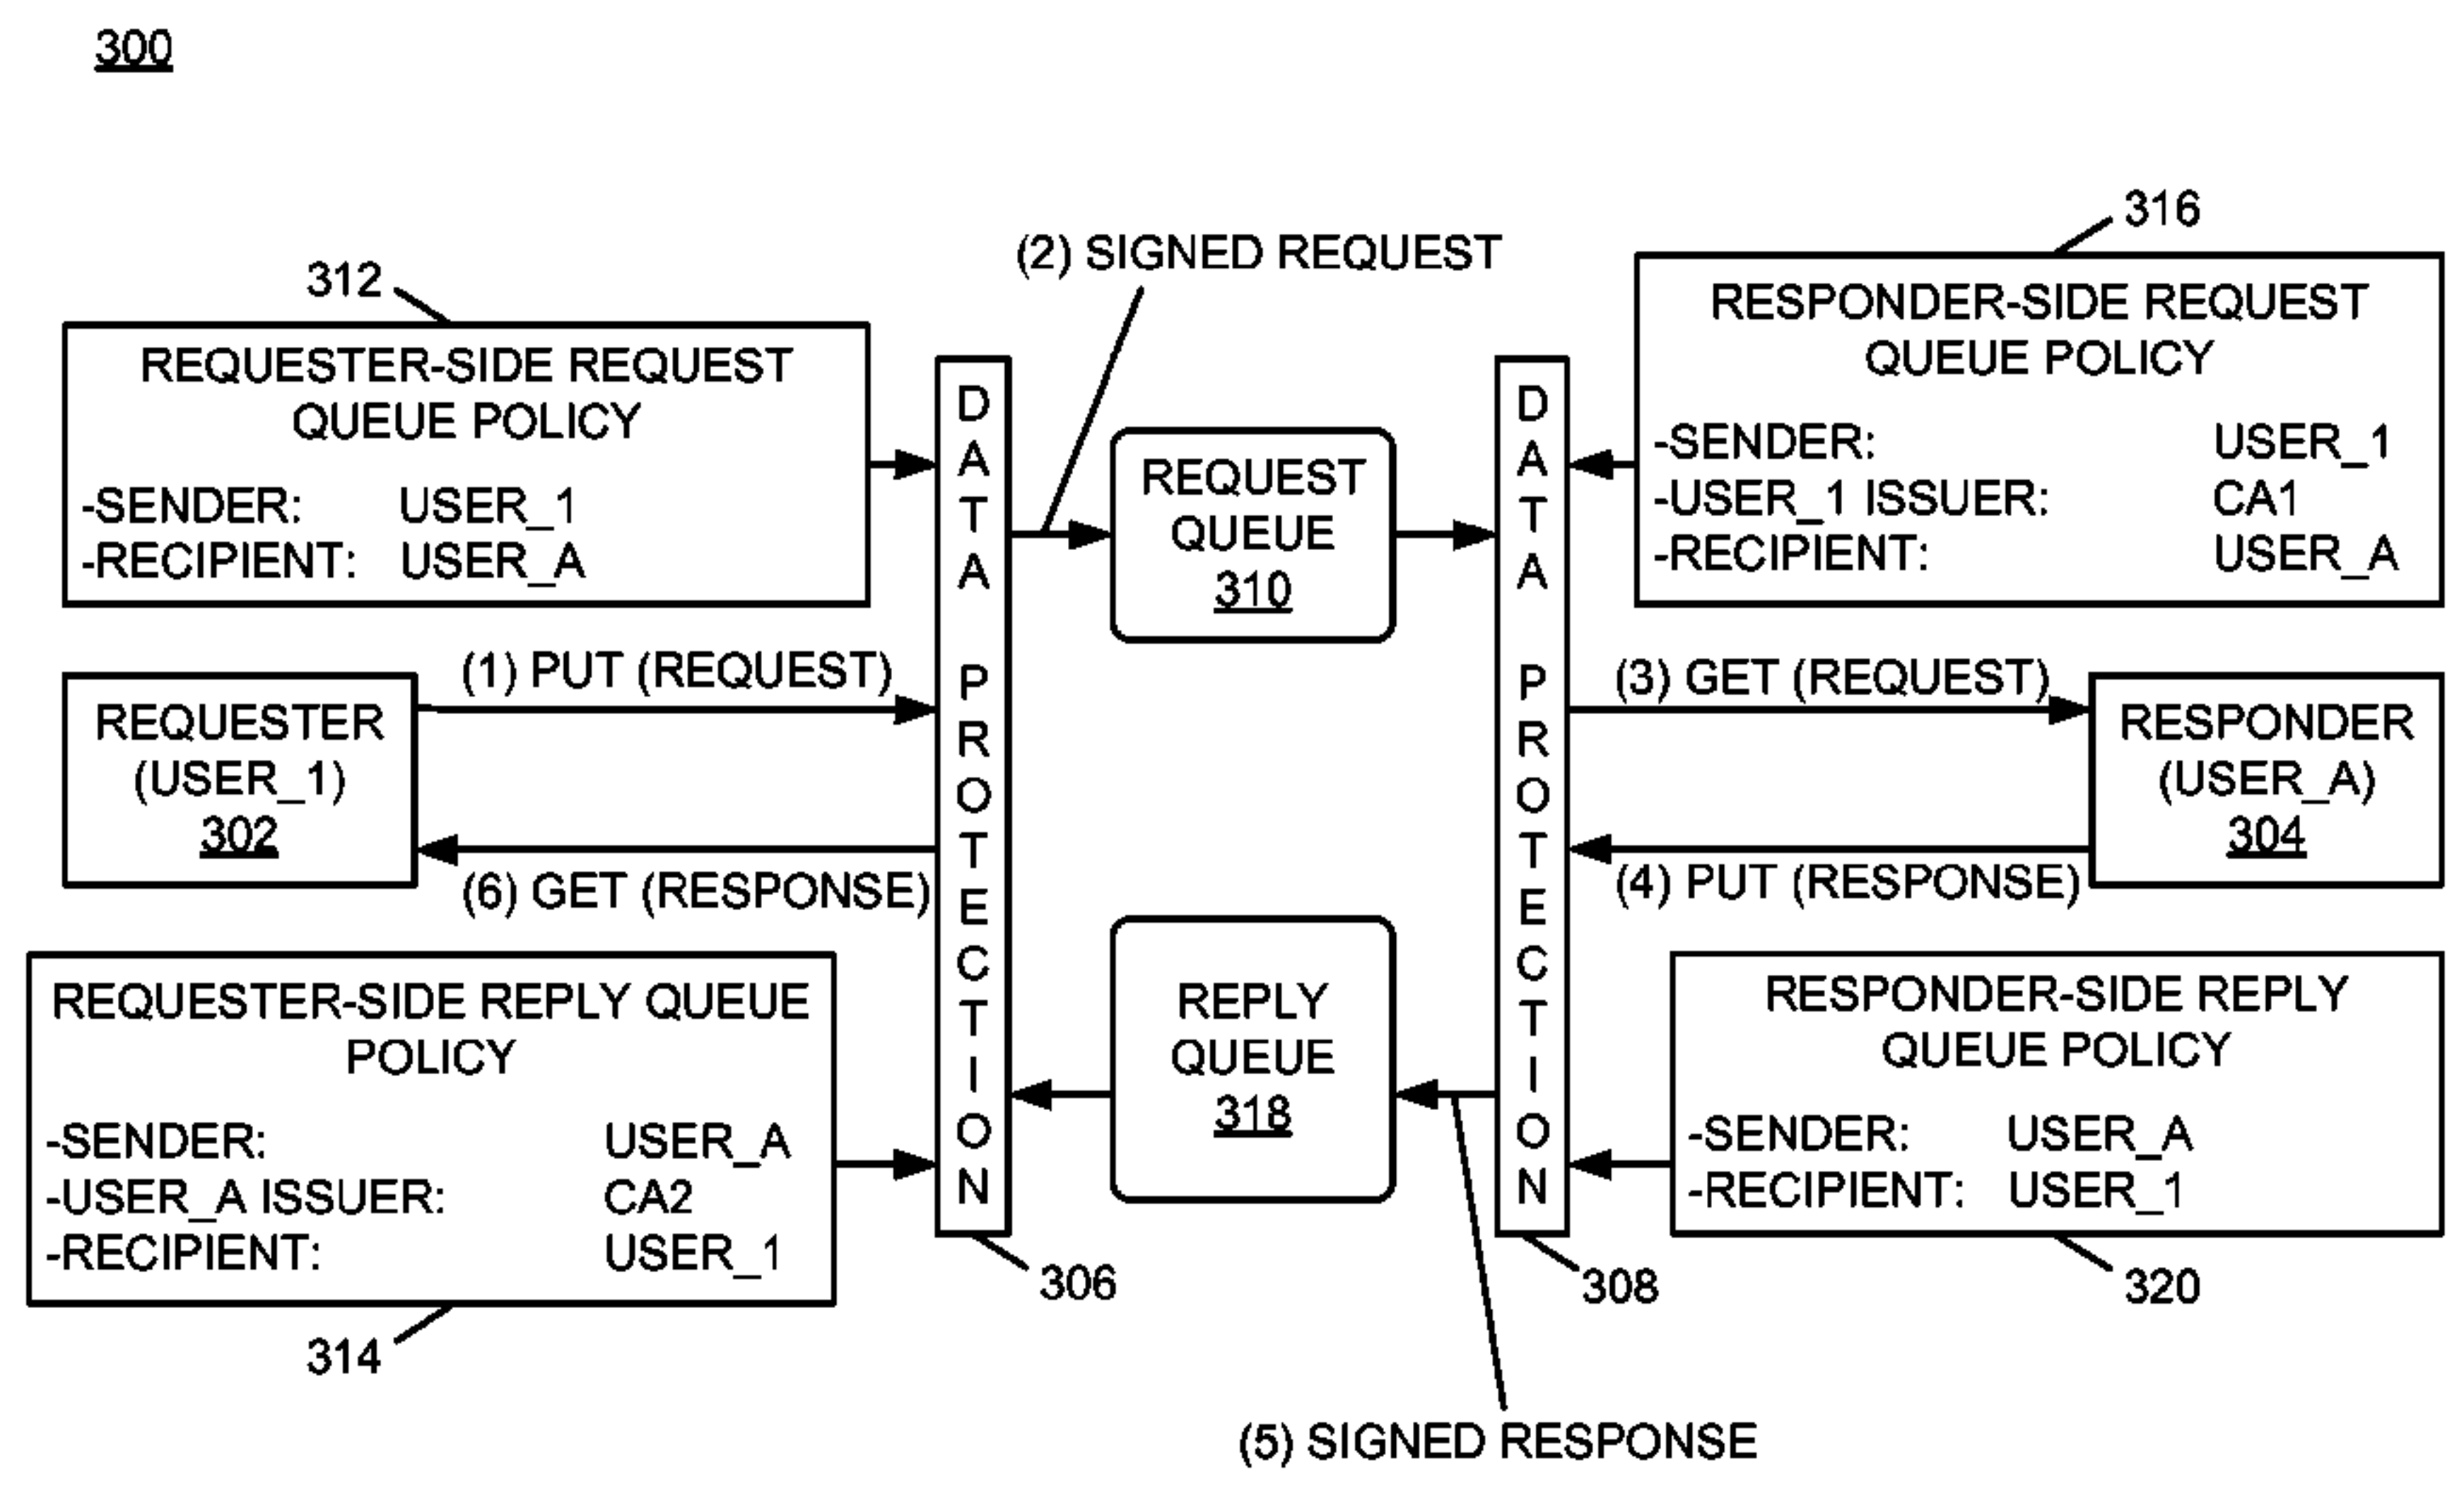 300
316
(2) SIGNED REQUEST
312
RESPONDER-SIDE REQUEST
QUEUE POLICY
-SENDER: USER_1
-USER_1 ISSUER: CA1
-RECIPIENT: USER_A
REQUESTER-SIDE REQUEST
QUEUE POLICY
-SENDER: USER_1
-RECIPIENT: USER_A
DATA PROTECTION
REQUEST
QUEUE
310
DATA PROTECTION
(1) PUT (REQUEST)
(3) GET (REQUEST)
REQUESTER
(USER_1)
302
RESPONDER
(USER_A)
304
(6) GET (RESPONSE)
(4) PUT (RESPONSE)
REQUESTER-SIDE REPLY QUEUE
POLICY
-SENDER: USER_A
-USER_A ISSUER: CA2
-RECIPIENT: USER_1
REPLY
QUEUE
318
RESPONDER-SIDE REPLY
QUEUE POLICY
-SENDER: USER_A
-RECIPIENT: USER_1
306
308
320
314
(5) SIGNED RESPONSE